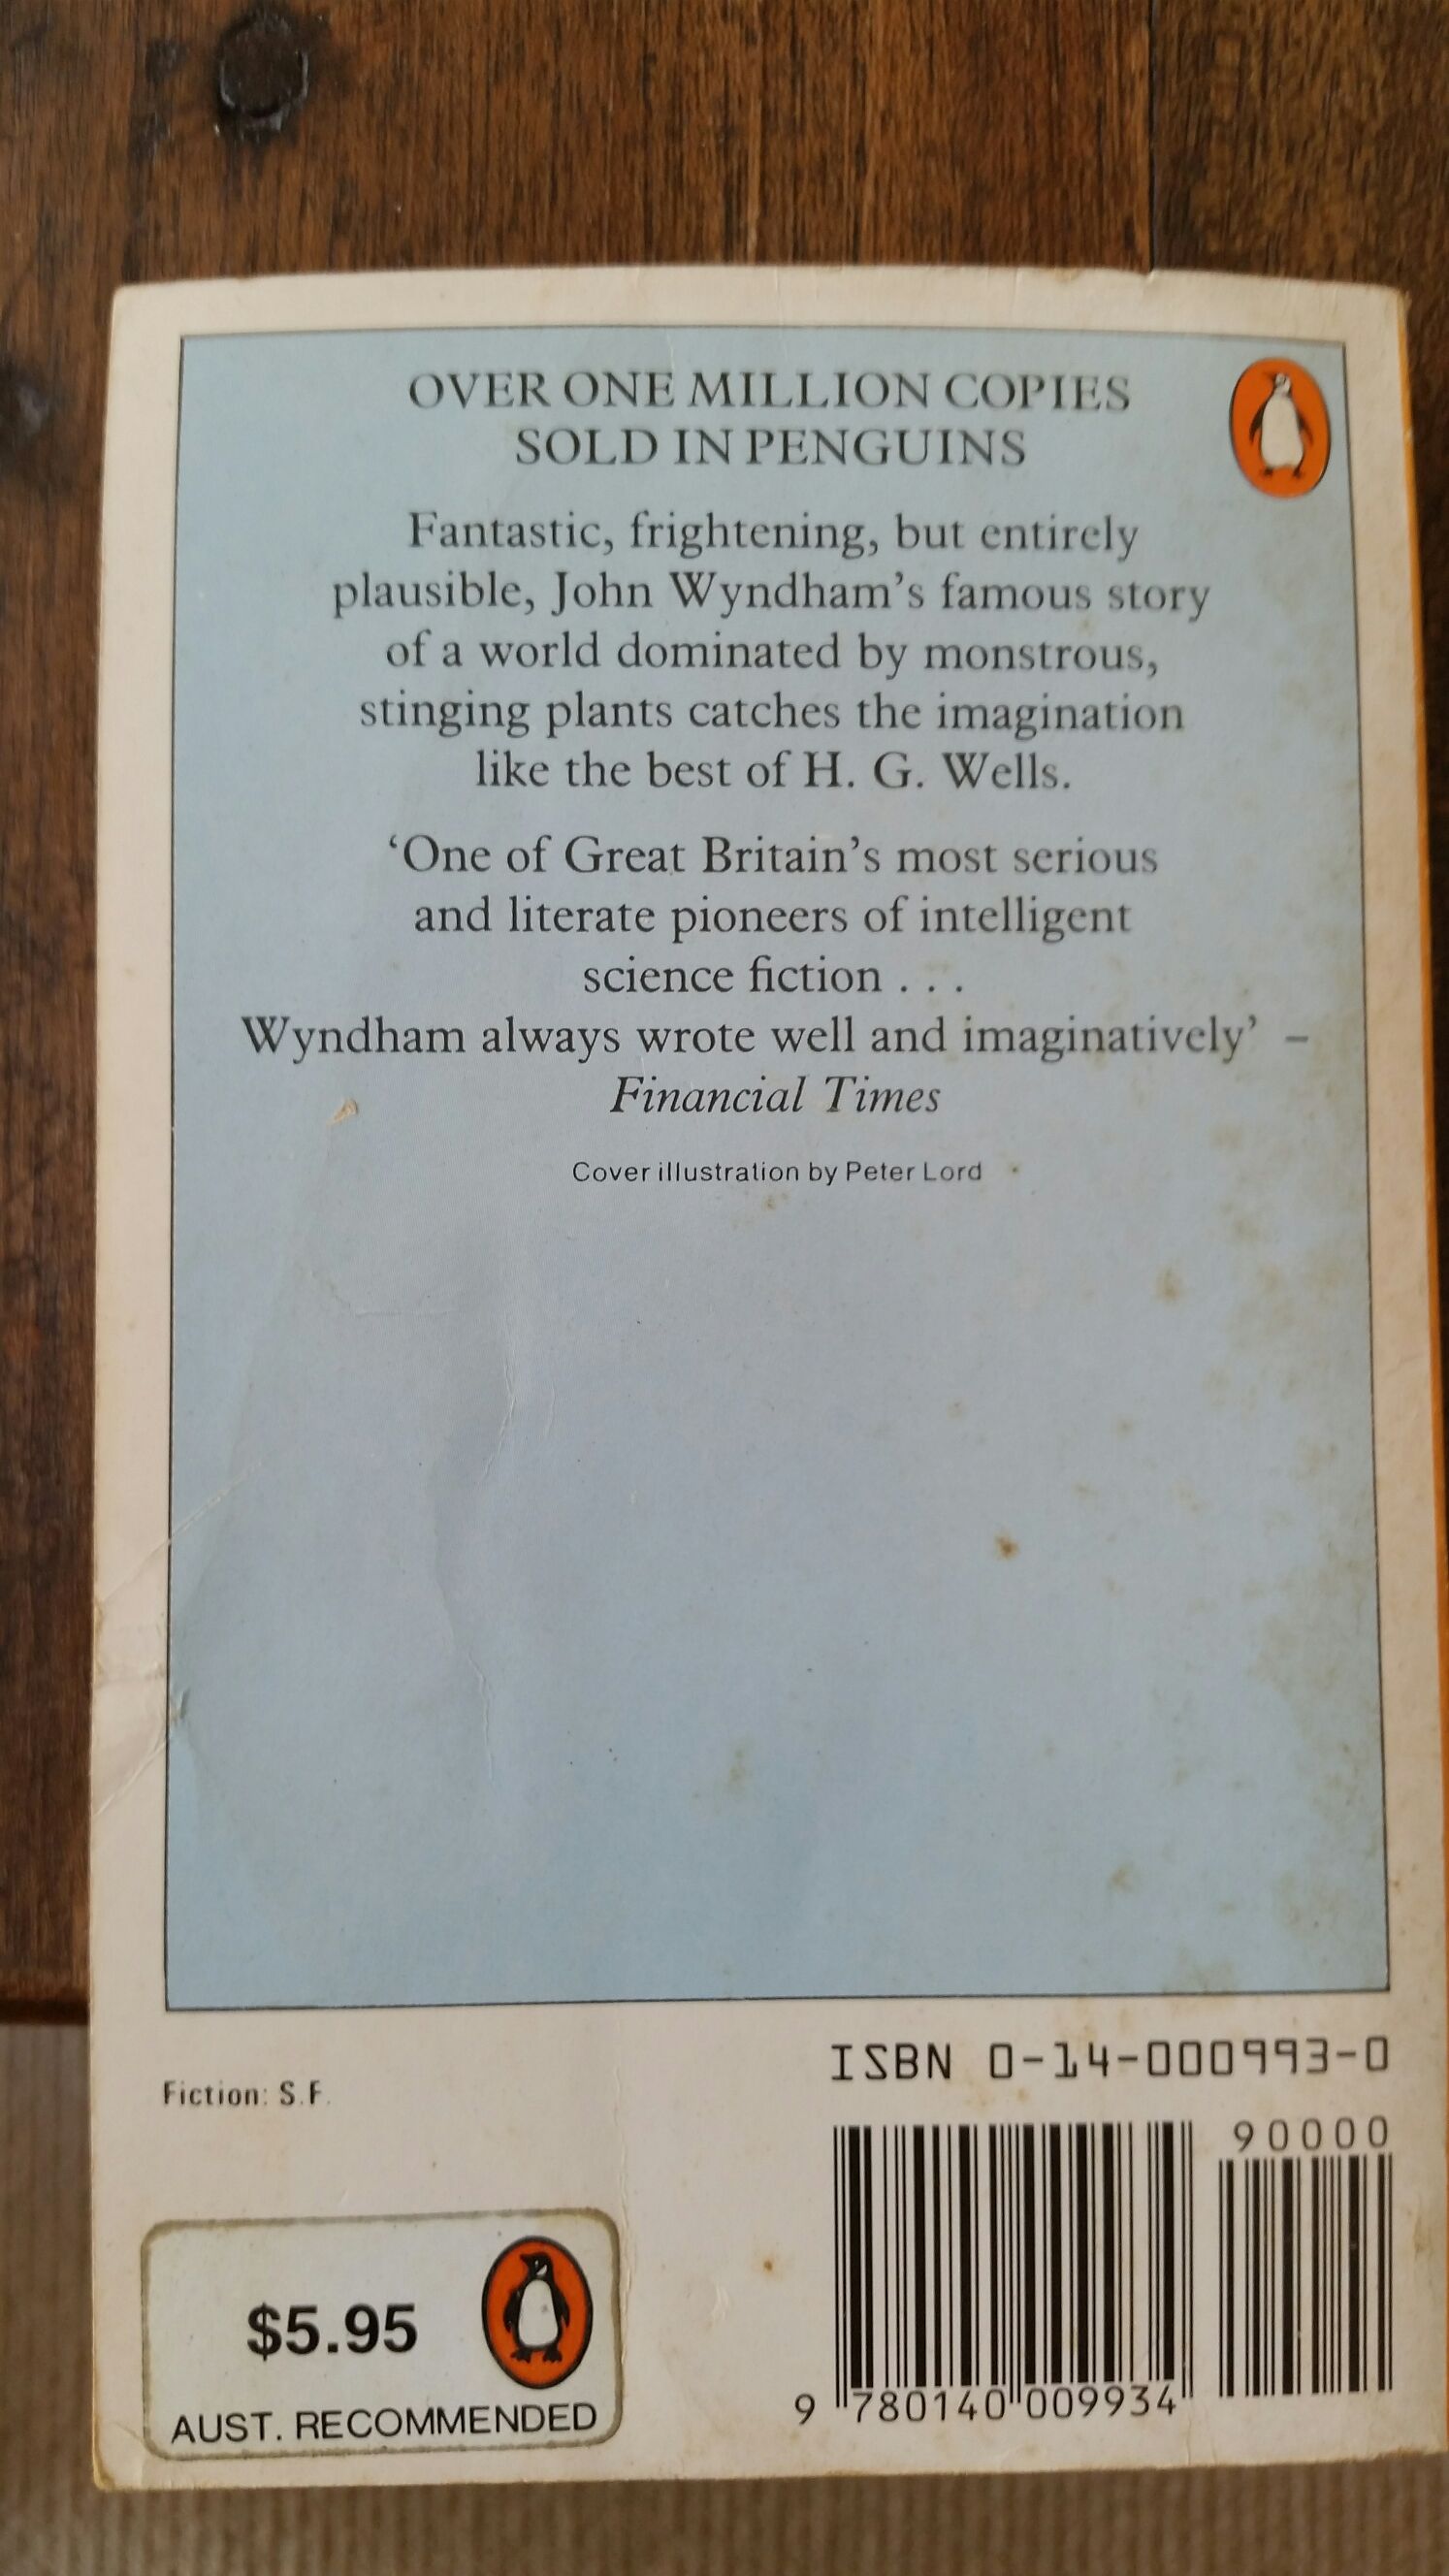 OVER ONE MILLION COPIES
SOLD IN PENGUINS
Fantastic, frightening, but entirely
plausible, John Wyndham's famous story
of a world dominated by monstrous,
stinging plants catches the imagination
like the best of H. G. Wells.
‘One of Great Britain’s most serious
and literate pioneers of intelligent
science fiction . . .
Wyndham always wrote well and imaginatively’ –
Financial Times
Cover illustration by Peter Lord
Fiction: S.F.
ISBN 0-14-000993-0
90000
9 780140 009934
$5.95
AUST. RECOMMENDED